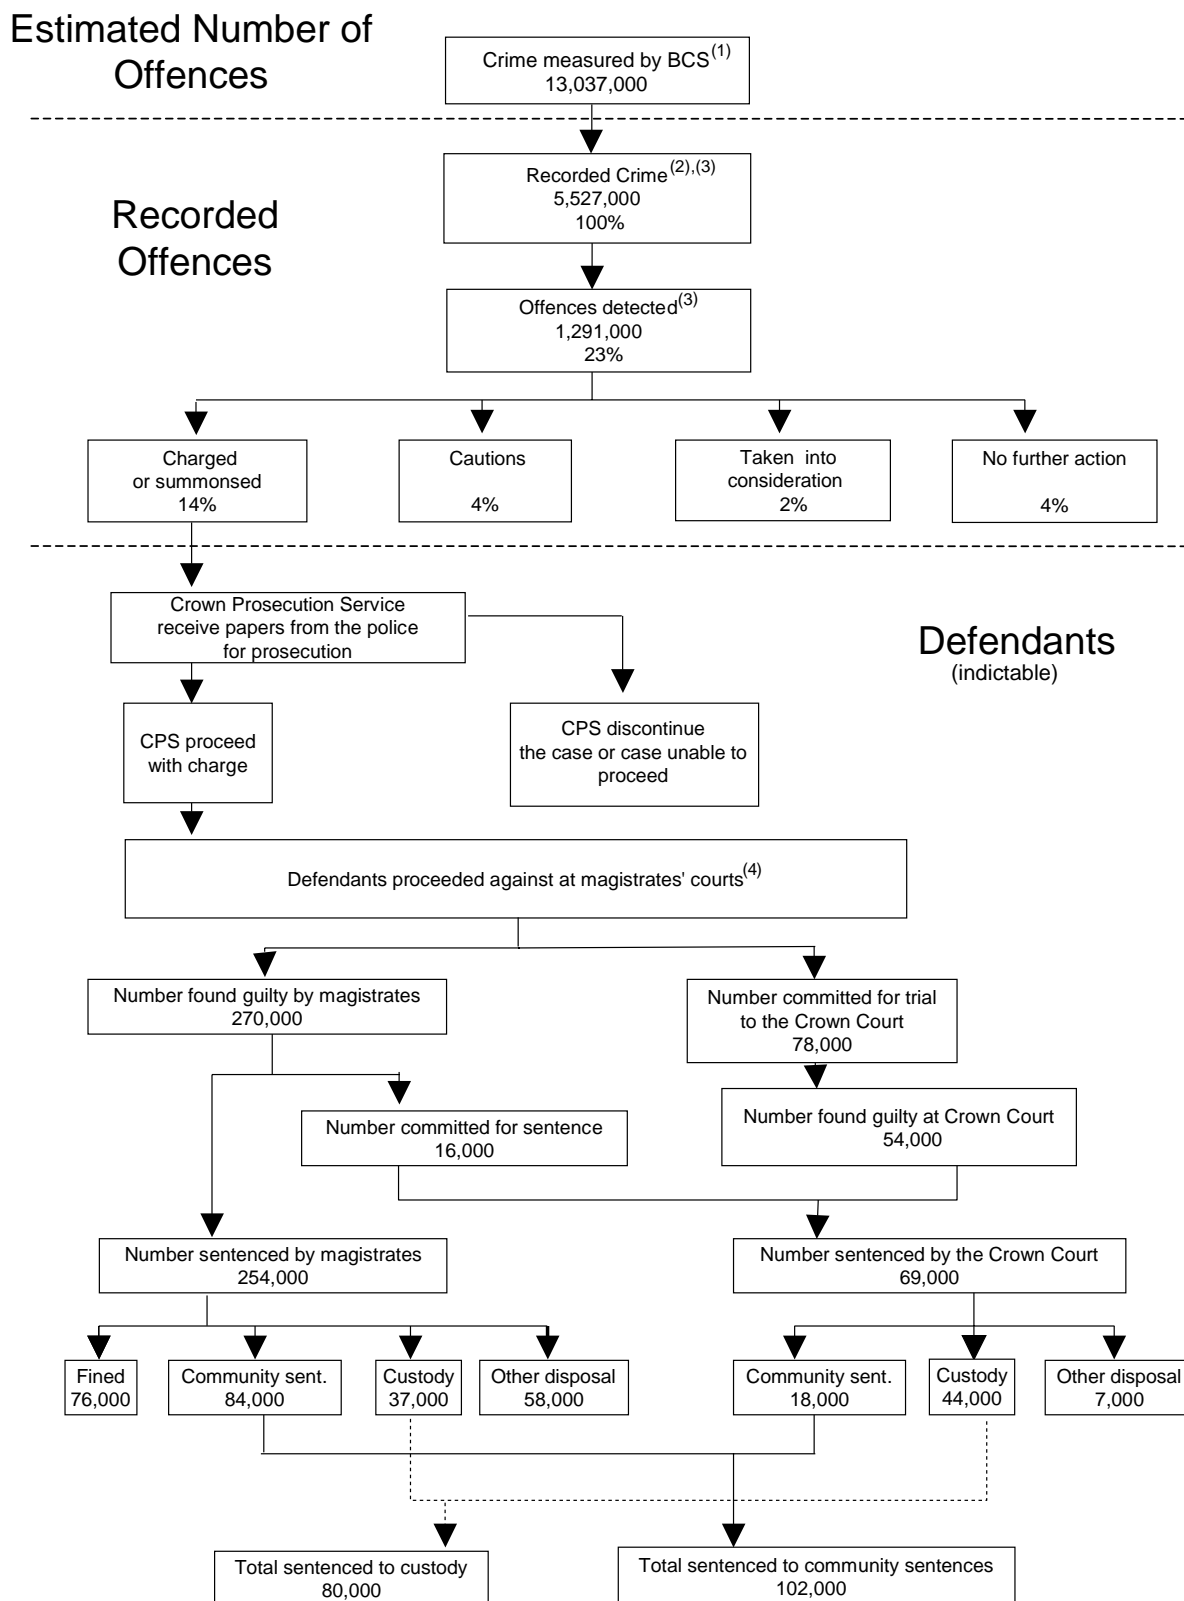 Estimated Number of
Offences
Crime measured by BCS(1)
13,037,000
Recorded Crime(2),(3)
5,527,000
100%
Recorded
Offences
Offences detected(3)
1,291,000
23%
Charged
or summonsed
14%
Cautions
4%
Taken into
consideration
2%
No further action
4%
Crown Prosecution Service
receive papers from the police
for prosecution
Defendants
(indictable)
CPS proceed
with charge
CPS discontinue
the case or case unable to
proceed
Defendants proceeded against at magistrates' courts(4)
Number found guilty by magistrates
270,000
Number committed for trial
to the Crown Court
78,000
Number committed for sentence
16,000
Number found guilty at Crown Court
54,000
Number sentenced by magistrates
254,000
Number sentenced by the Crown Court
69,000
Fined
76,000
Community sent.
84,000
Custody
37,000
Other disposal
58,000
Community sent.
18,000
Custody
44,000
Other disposal
7,000
Total sentenced to custody
80,000
Total sentenced to community sentences
102,000